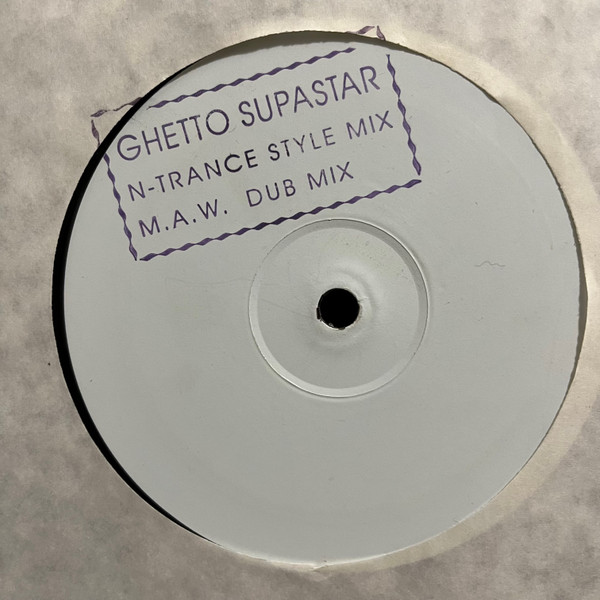 GHETTO SUPASTAR
N-TRANCE STYLE MIX
M.A.W. DUB MIX